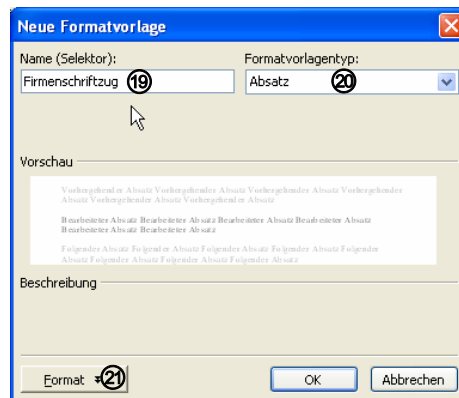 Neue Formatvorlage
Name (Selektor): Formatvorlagentyp:
Firmenschriftzug 19 Absatz 20
Vorschau
Vorhergehender Absatz Vorhergehender Absatz Vorhergehender Absatz Vorhergehender
Absatz Vorhergehender Absatz Vorhergehender Absatz
Bearbeiteter Absatz Bearbeiteter Absatz Bearbeiteter Absatz Bearbeiteter Absatz
Bearbeiteter Absatz Bearbeiteter Absatz
Folgender Absatz Folgender Absatz Folgender Absatz Folgender Absatz Folgender
Absatz Folgender Absatz Folgender Absatz Folgender Absatz
Beschreibung
Format 21 OK Abbrechen